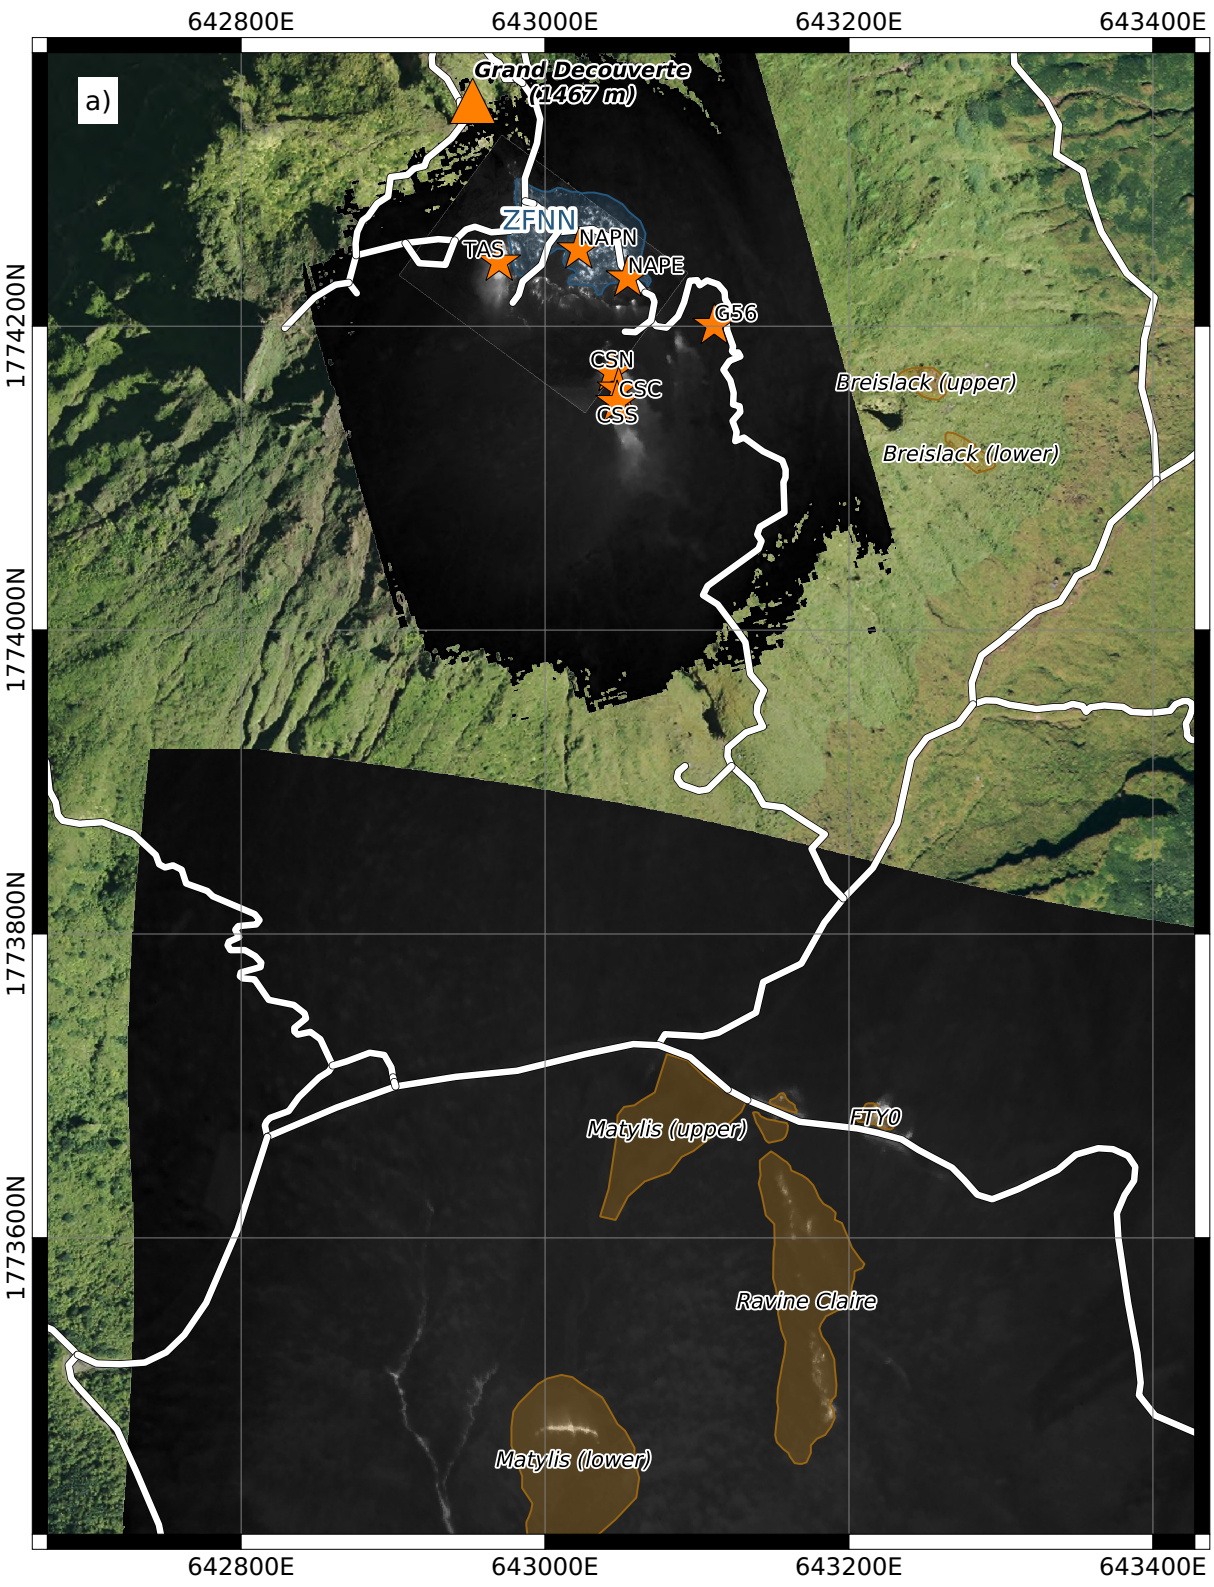 642800E 643000E 643200E 643400E
a)
Grand Decouverte
(1467 m)
ZFNN
NAPN
TAS
NAPE
1774200N
G56
CSN
Breislack (upper)
CSC
CSS
Breislack (lower)
1774000N
1773800N
FTY0
Matylis (upper)
1773600N
Ravine Claire
Matylis (lower)
642800E 643000E 643200E 643400E